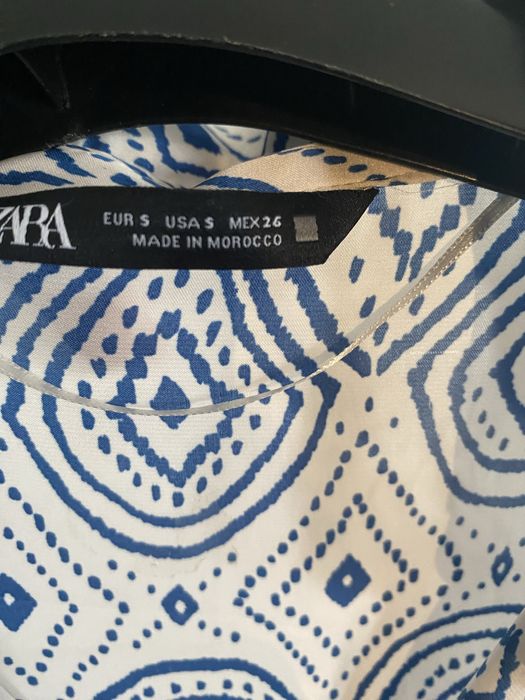 ZARA
EUR S USA S MEX 26
MADE IN MOROCCO